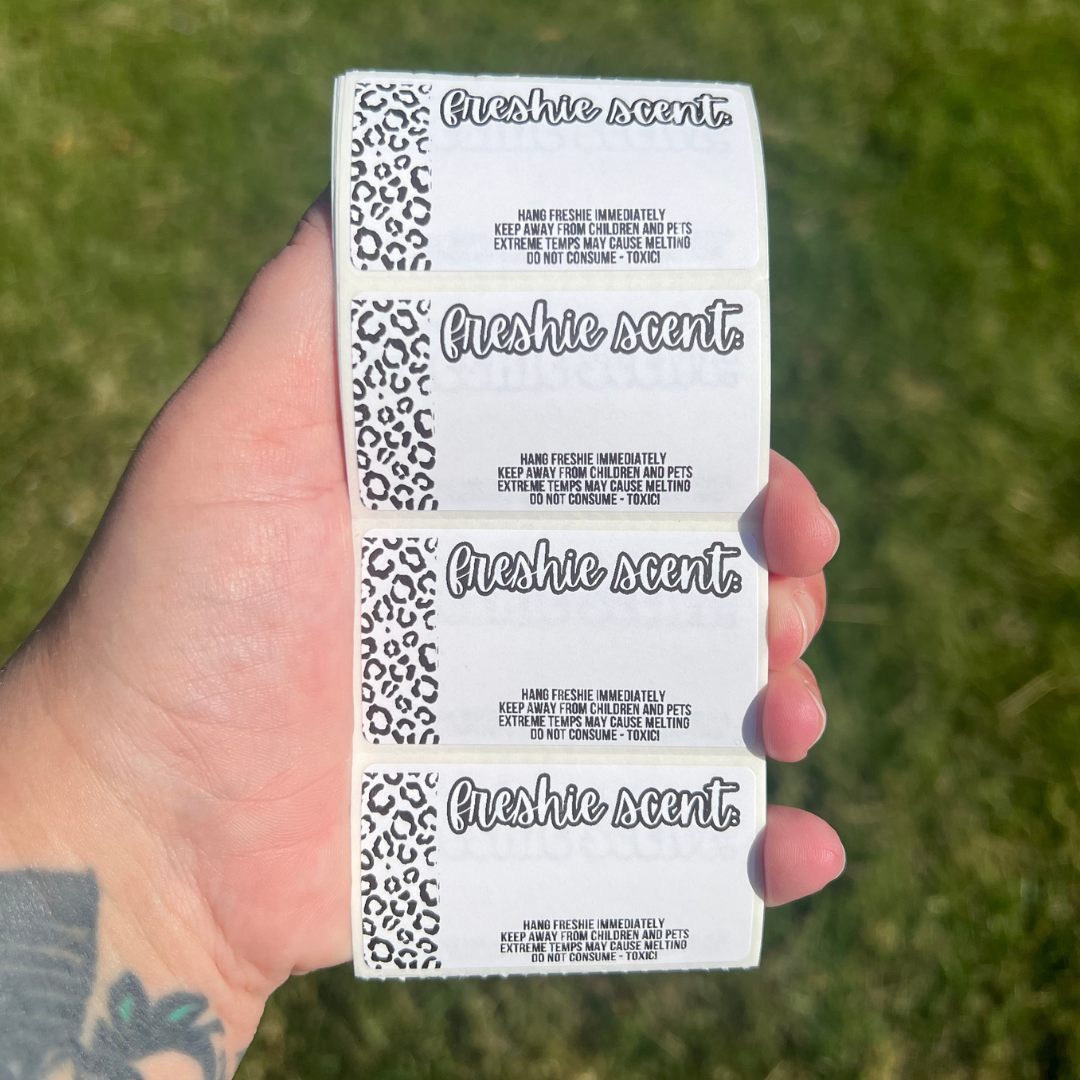 freshie scent:
HANG FRESHIE IMMEDIATELY
KEEP AWAY FROM CHILDREN AND PETS
EXTREME TEMPS MAY CAUSE MELTING
DO NOT CONSUME - TOXIC!
freshie scent:
HANG FRESHIE IMMEDIATELY
KEEP AWAY FROM CHILDREN AND PETS
EXTREME TEMPS MAY CAUSE MELTING
DO NOT CONSUME - TOXIC!
freshie scent:
HANG FRESHIE IMMEDIATELY
KEEP AWAY FROM CHILDREN AND PETS
EXTREME TEMPS MAY CAUSE MELTING
DO NOT CONSUME - TOXIC!
freshie scent:
HANG FRESHIE IMMEDIATELY
KEEP AWAY FROM CHILDREN AND PETS
EXTREME TEMPS MAY CAUSE MELTING
DO NOT CONSUME - TOXIC!